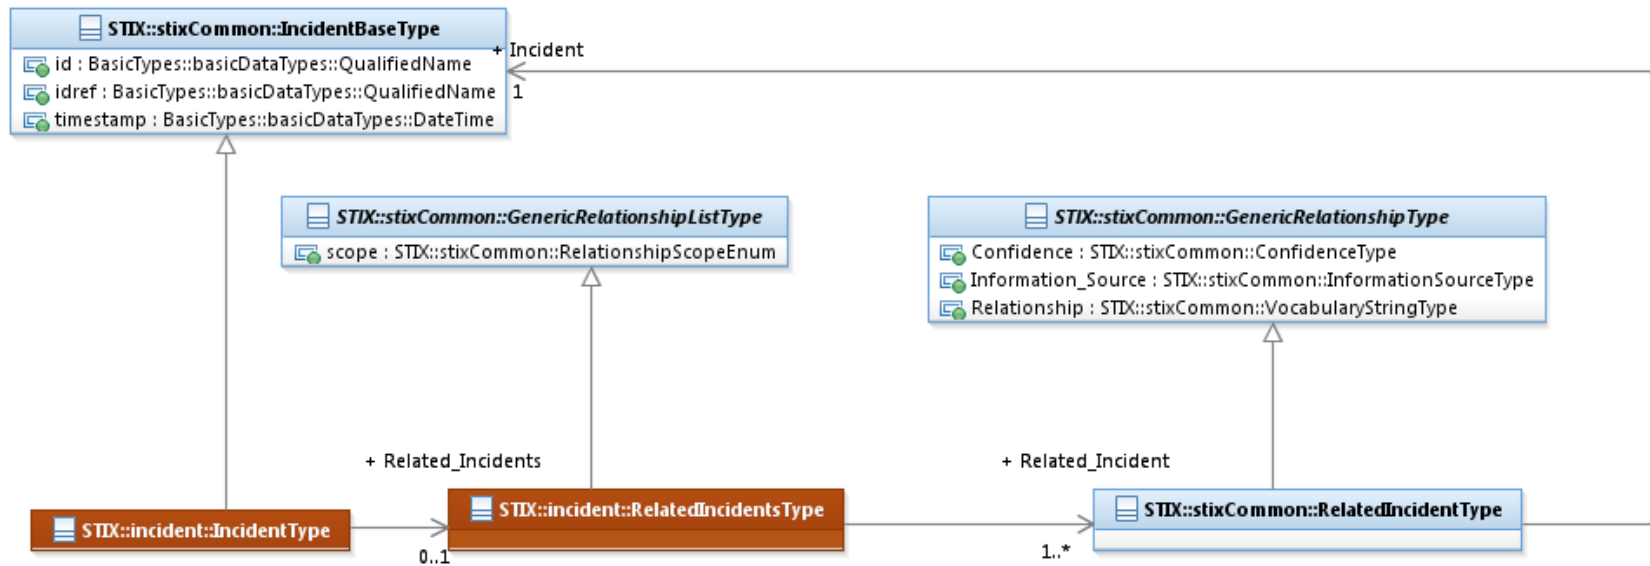 STIX::stixCommon::IncidentBaseType
id : BasicTypes::basicDataTypes::QualifiedName
idref : BasicTypes::basicDataTypes::QualifiedName
timestamp : BasicTypes::basicDataTypes::DateTime
+ Incident
1
STIX::stixCommon::GenericRelationshipListType
scope : STIX::stixCommon::RelationshipScopeEnum
STIX::stixCommon::GenericRelationshipType
Confidence : STIX::stixCommon::ConfidenceType
Information_Source : STIX::stixCommon::InformationSourceType
Relationship : STIX::stixCommon::VocabularyStringType
+ Related_Incidents
+ Related_Incident
STIX::incident::IncidentType
STIX::incident::RelatedIncidentsType
STIX::stixCommon::RelatedIncidentType
0..1
1..*